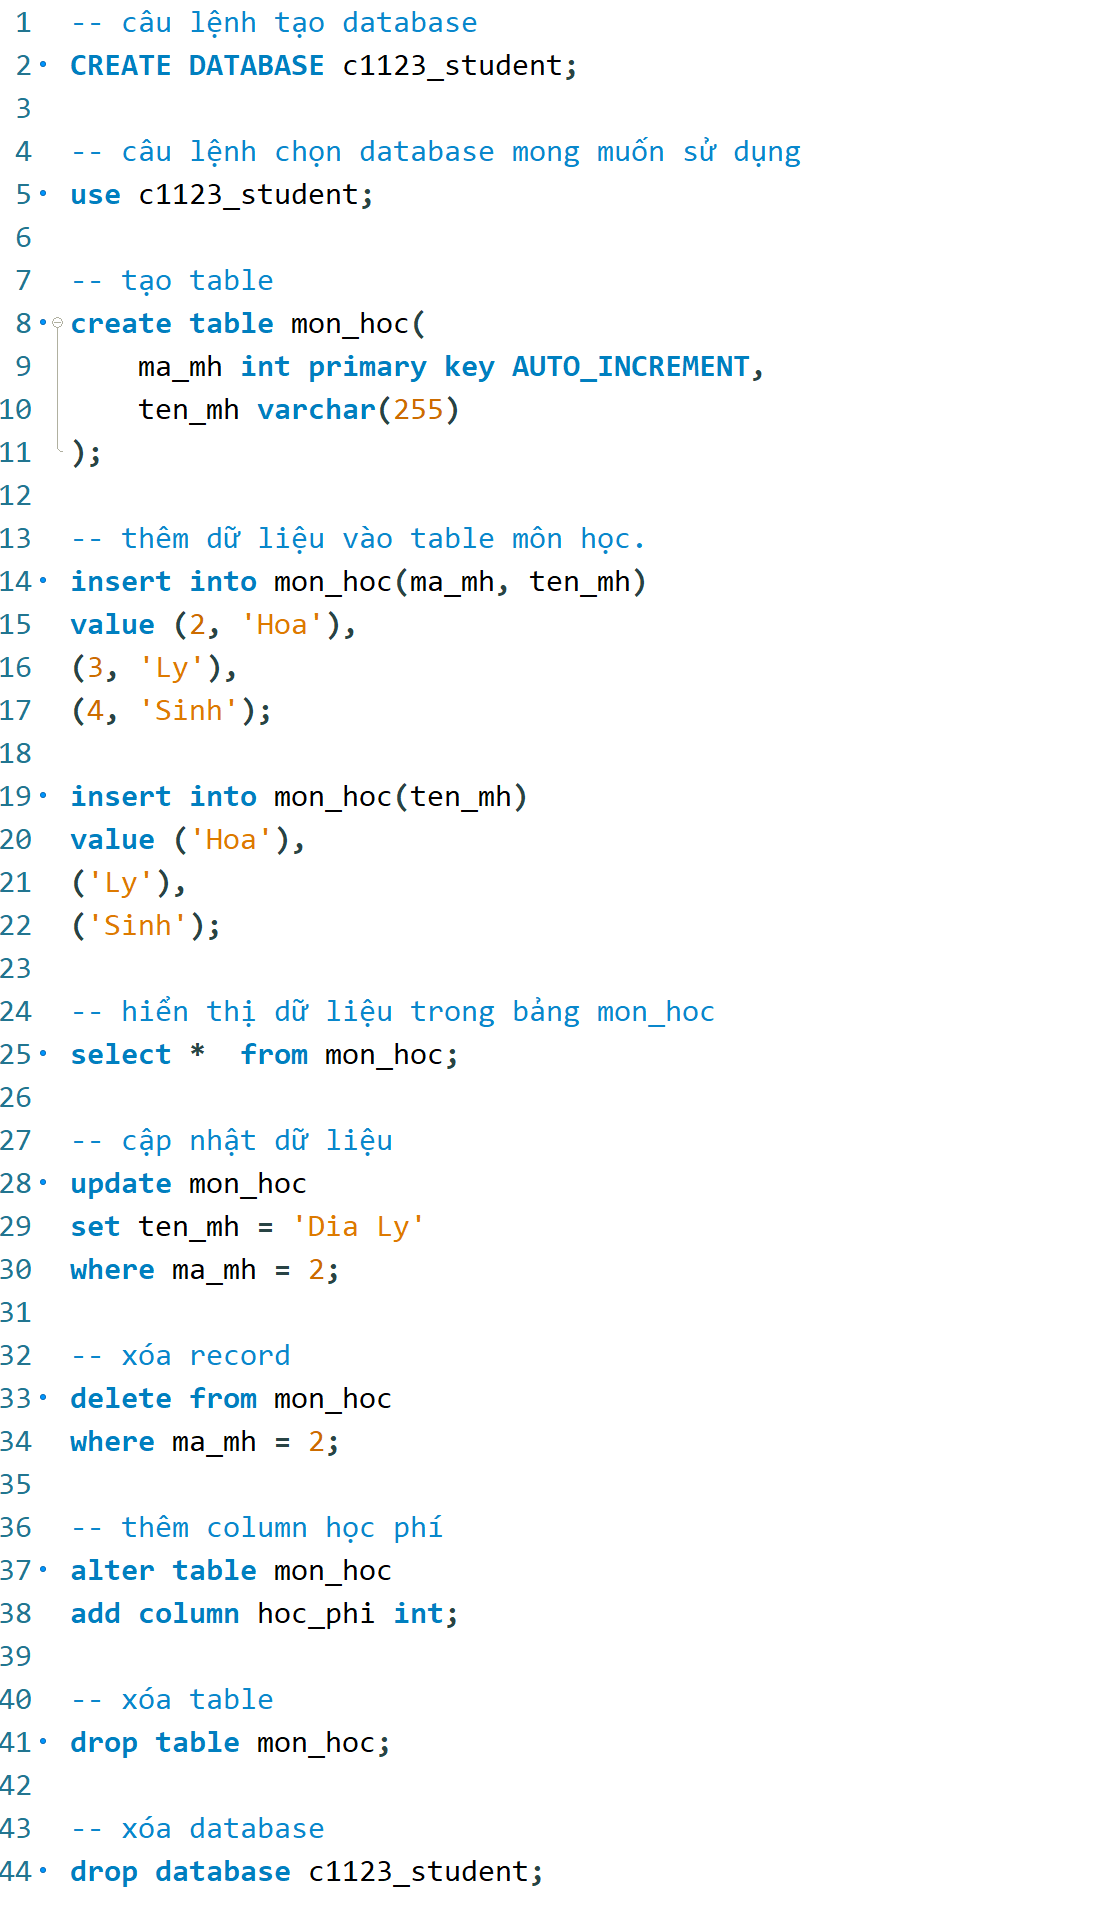 1 -- câu lệnh tạo database
2 CREATE DATABASE c1123_student;
3
4 -- câu lệnh chọn database mong muốn sử dụng
5 use c1123_student;
6
7 -- tạo table
8 create table mon_hoc(
9 ma_mh int primary key AUTO_INCREMENT,
10 ten_mh varchar(255)
11 );
12
13 -- thêm dữ liệu vào table môn học.
14 insert into mon_hoc(ma_mh, ten_mh)
15 value (2, 'Hoa'),
16 (3, 'Ly'),
17 (4, 'Sinh');
18
19 insert into mon_hoc(ten_mh)
20 value ('Hoa'),
21 ('Ly'),
22 ('Sinh');
23
24 -- hiển thị dữ liệu trong bảng mon_hoc
25 select *  from mon_hoc;
26
27 -- cập nhật dữ liệu
28 update mon_hoc
29 set ten_mh = 'Dia Ly'
30 where ma_mh = 2;
31
32 -- xóa record
33 delete from mon_hoc
34 where ma_mh = 2;
35
36 -- thêm column học phí
37 alter table mon_hoc
38 add column hoc_phi int;
39
40 -- xóa table
41 drop table mon_hoc;
42
43 -- xóa database
44 drop database c1123_student;